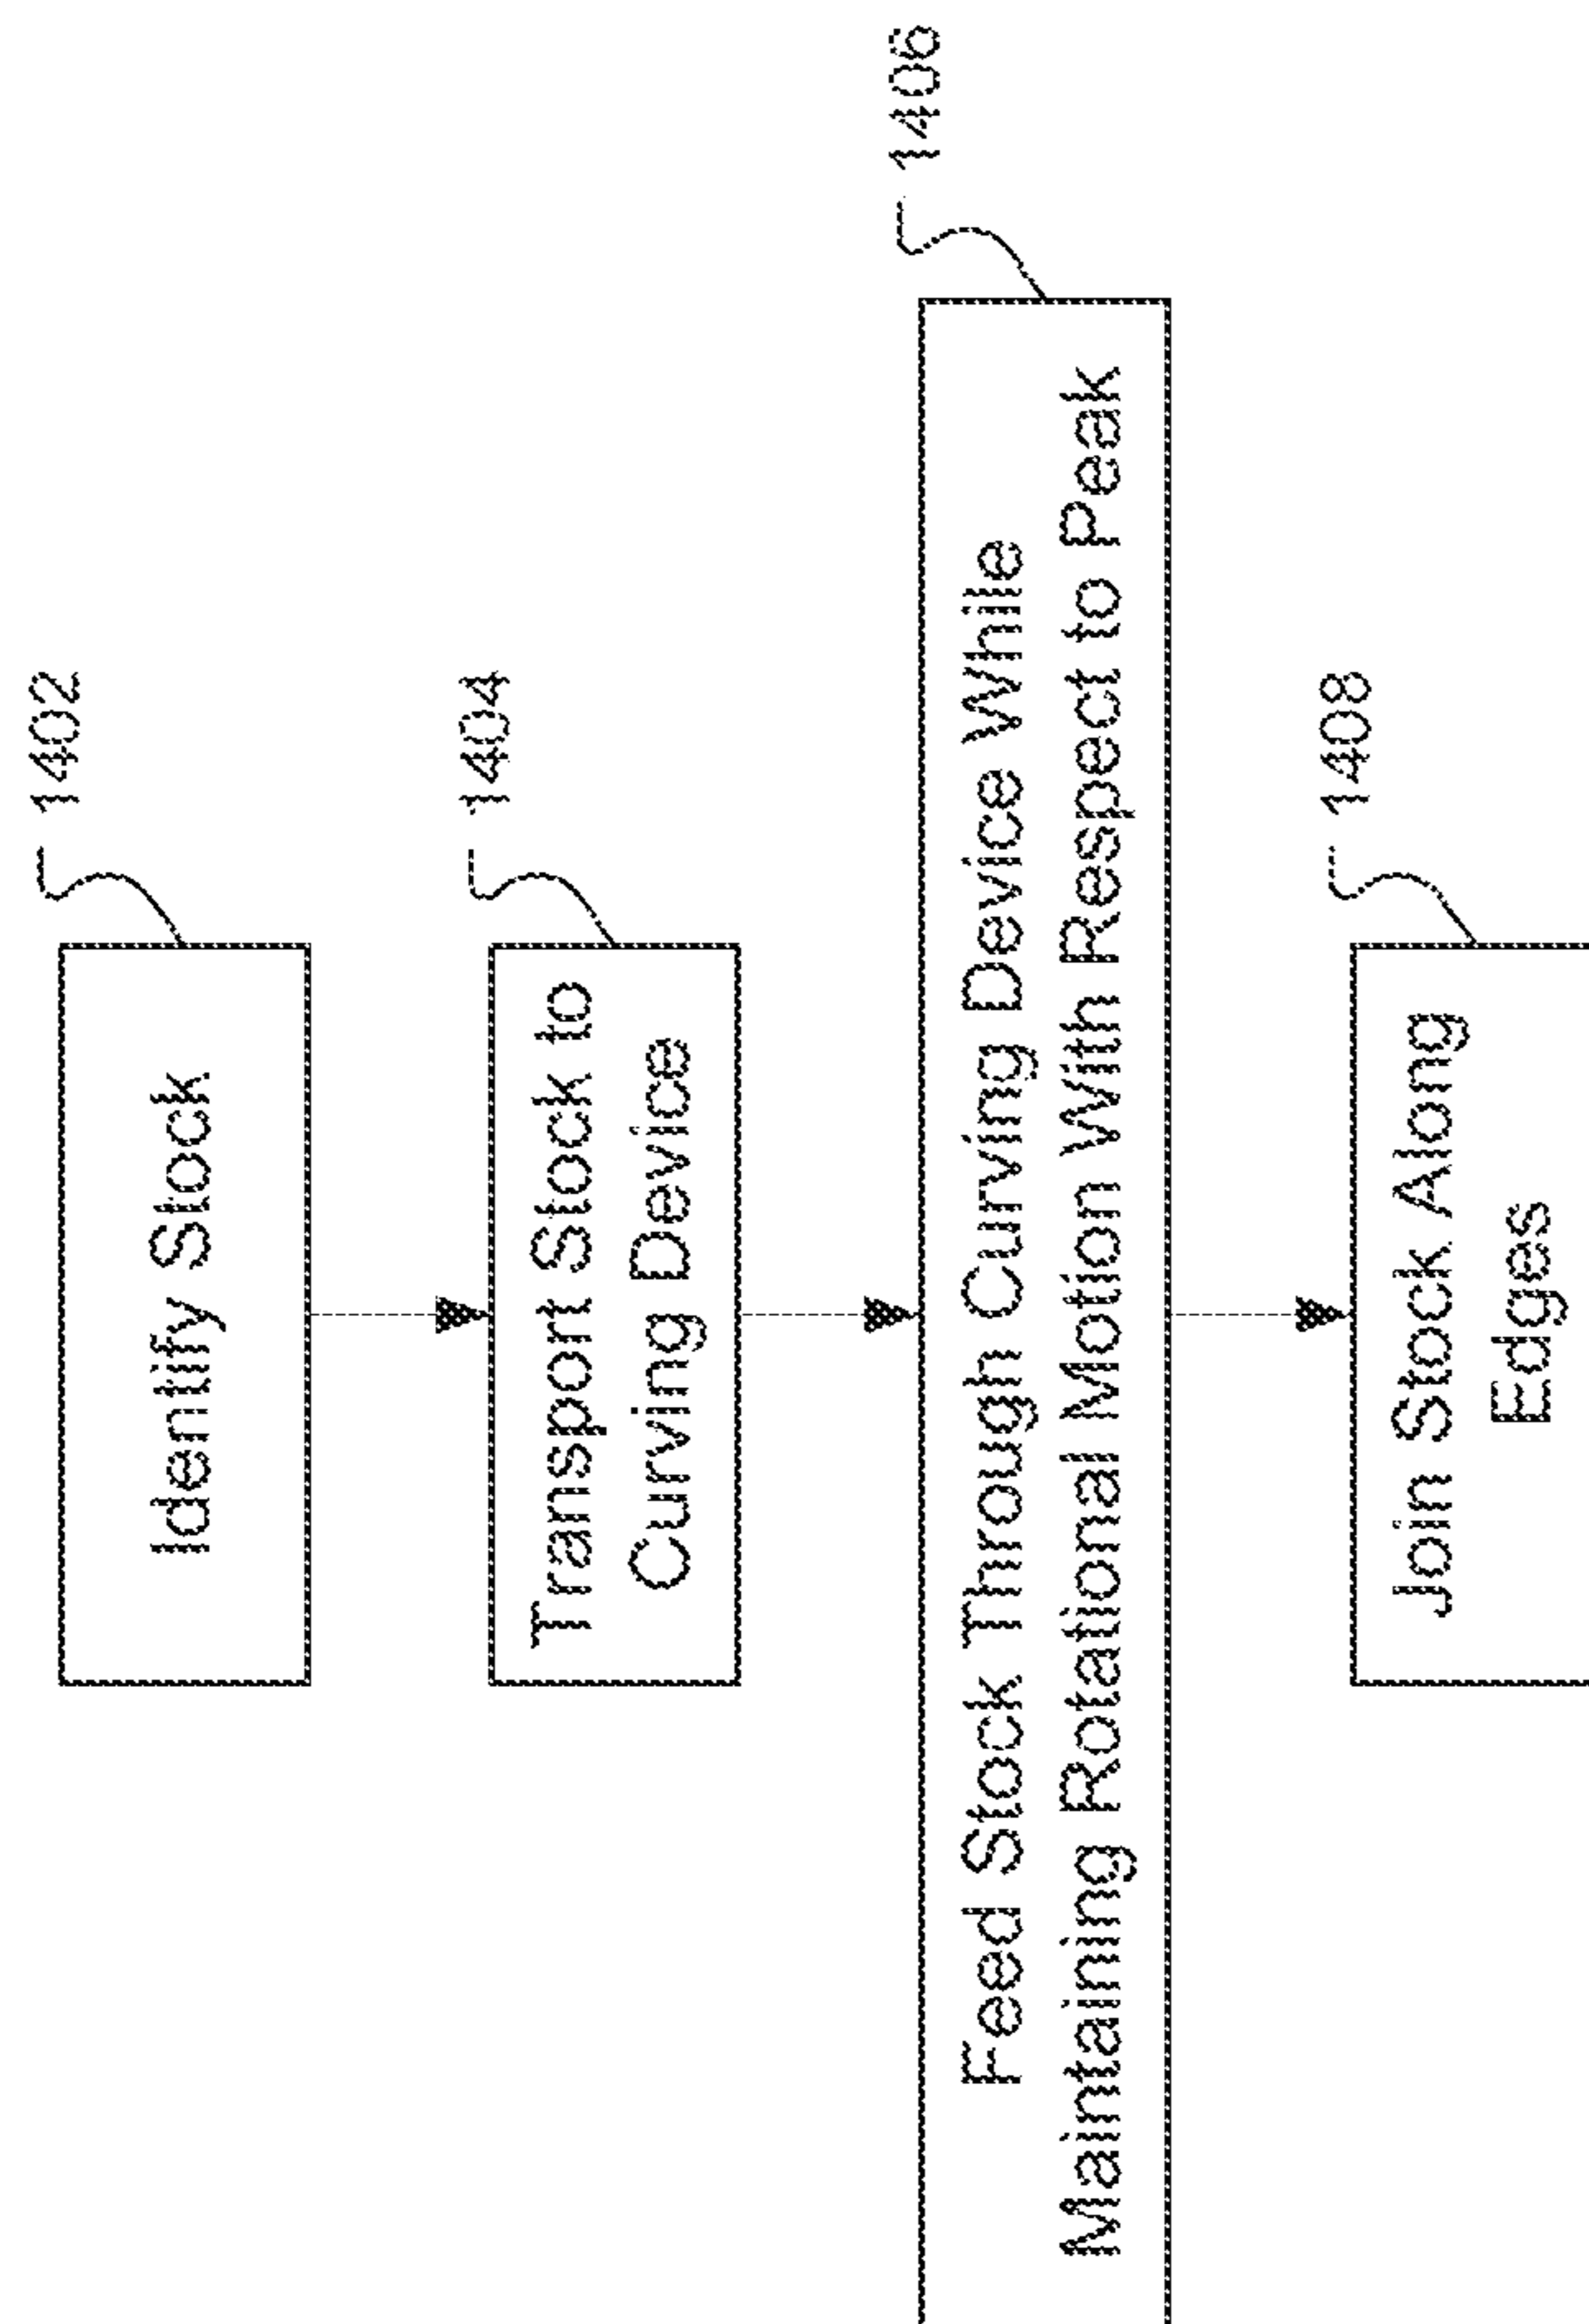 1402
Identify Stock
1404
Transport Stock to
Curving Device
1406
Feed Stock Through Curving Device While
Maintaining Rotational Motion With Respect to Peak
1408
Join Stock Along
Edges